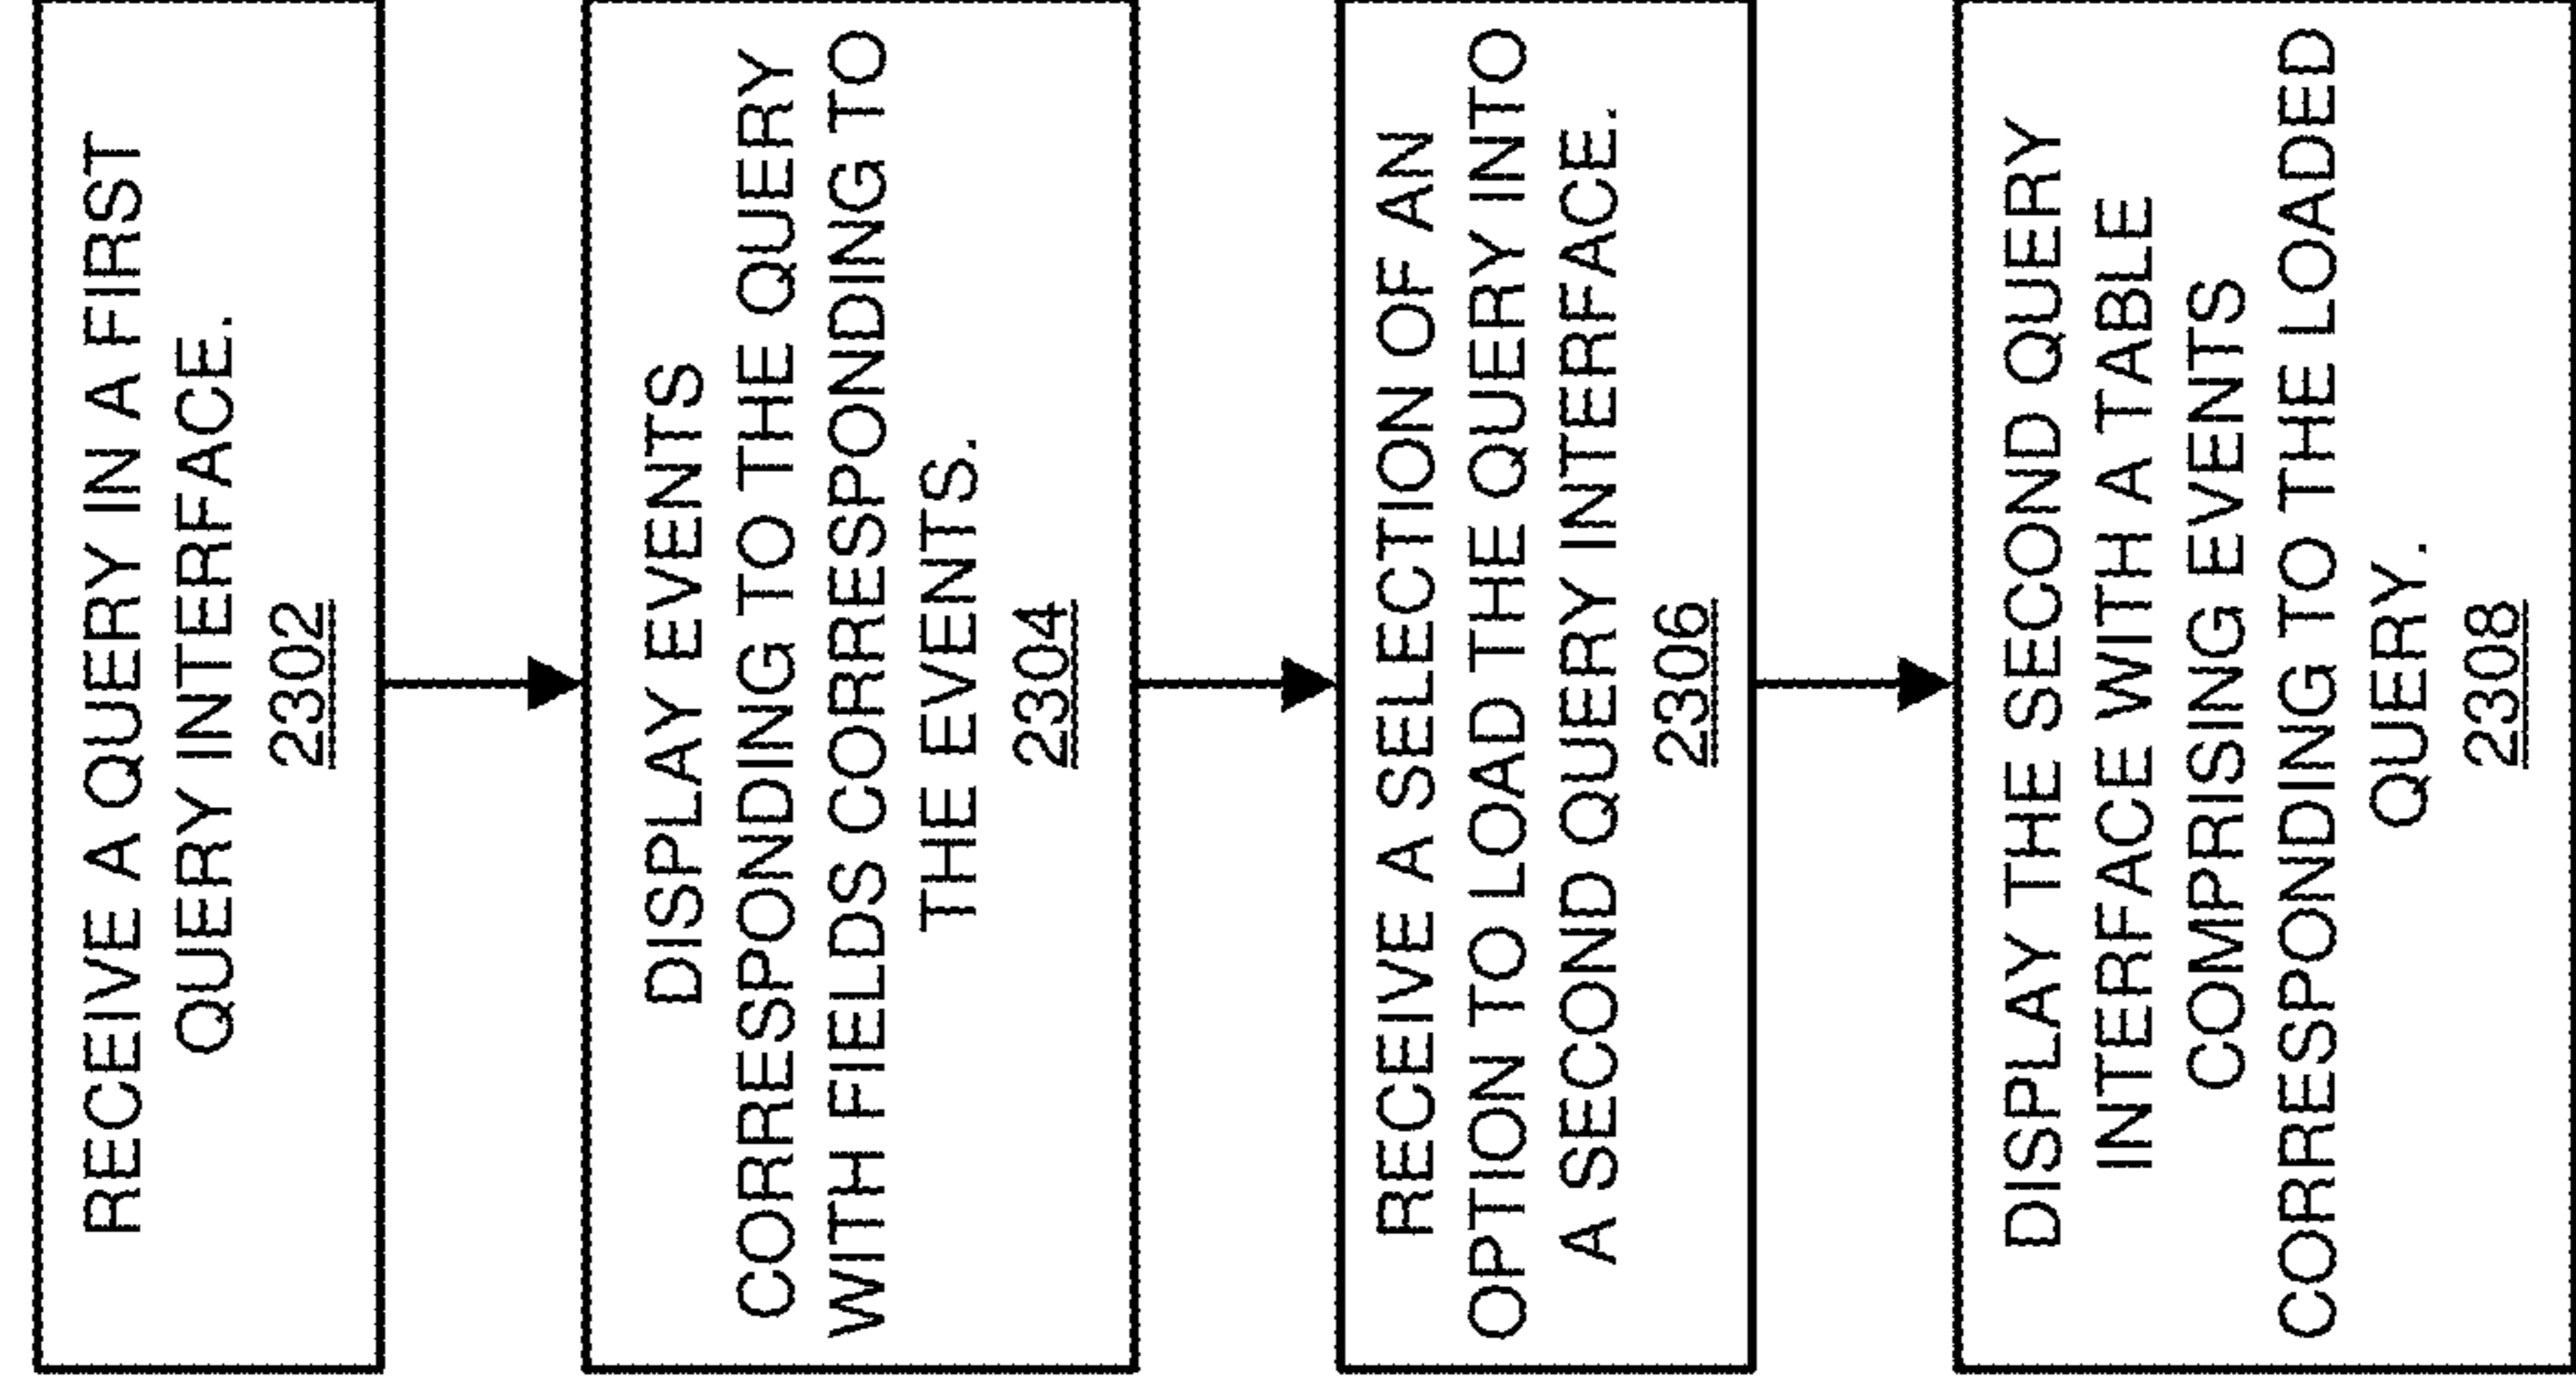 RECEIVE A QUERY IN A FIRST
QUERY INTERFACE.
2302
DISPLAY EVENTS
CORRESPONDING TO THE QUERY
WITH FIELDS CORRESPONDING TO
THE EVENTS.
2304
RECEIVE A SELECTION OF AN
OPTION TO LOAD THE QUERY INTO
A SECOND QUERY INTERFACE.
2306
DISPLAY THE SECOND QUERY
INTERFACE WITH A TABLE
COMPRISING EVENTS
CORRESPONDING TO THE LOADED
QUERY.
2308